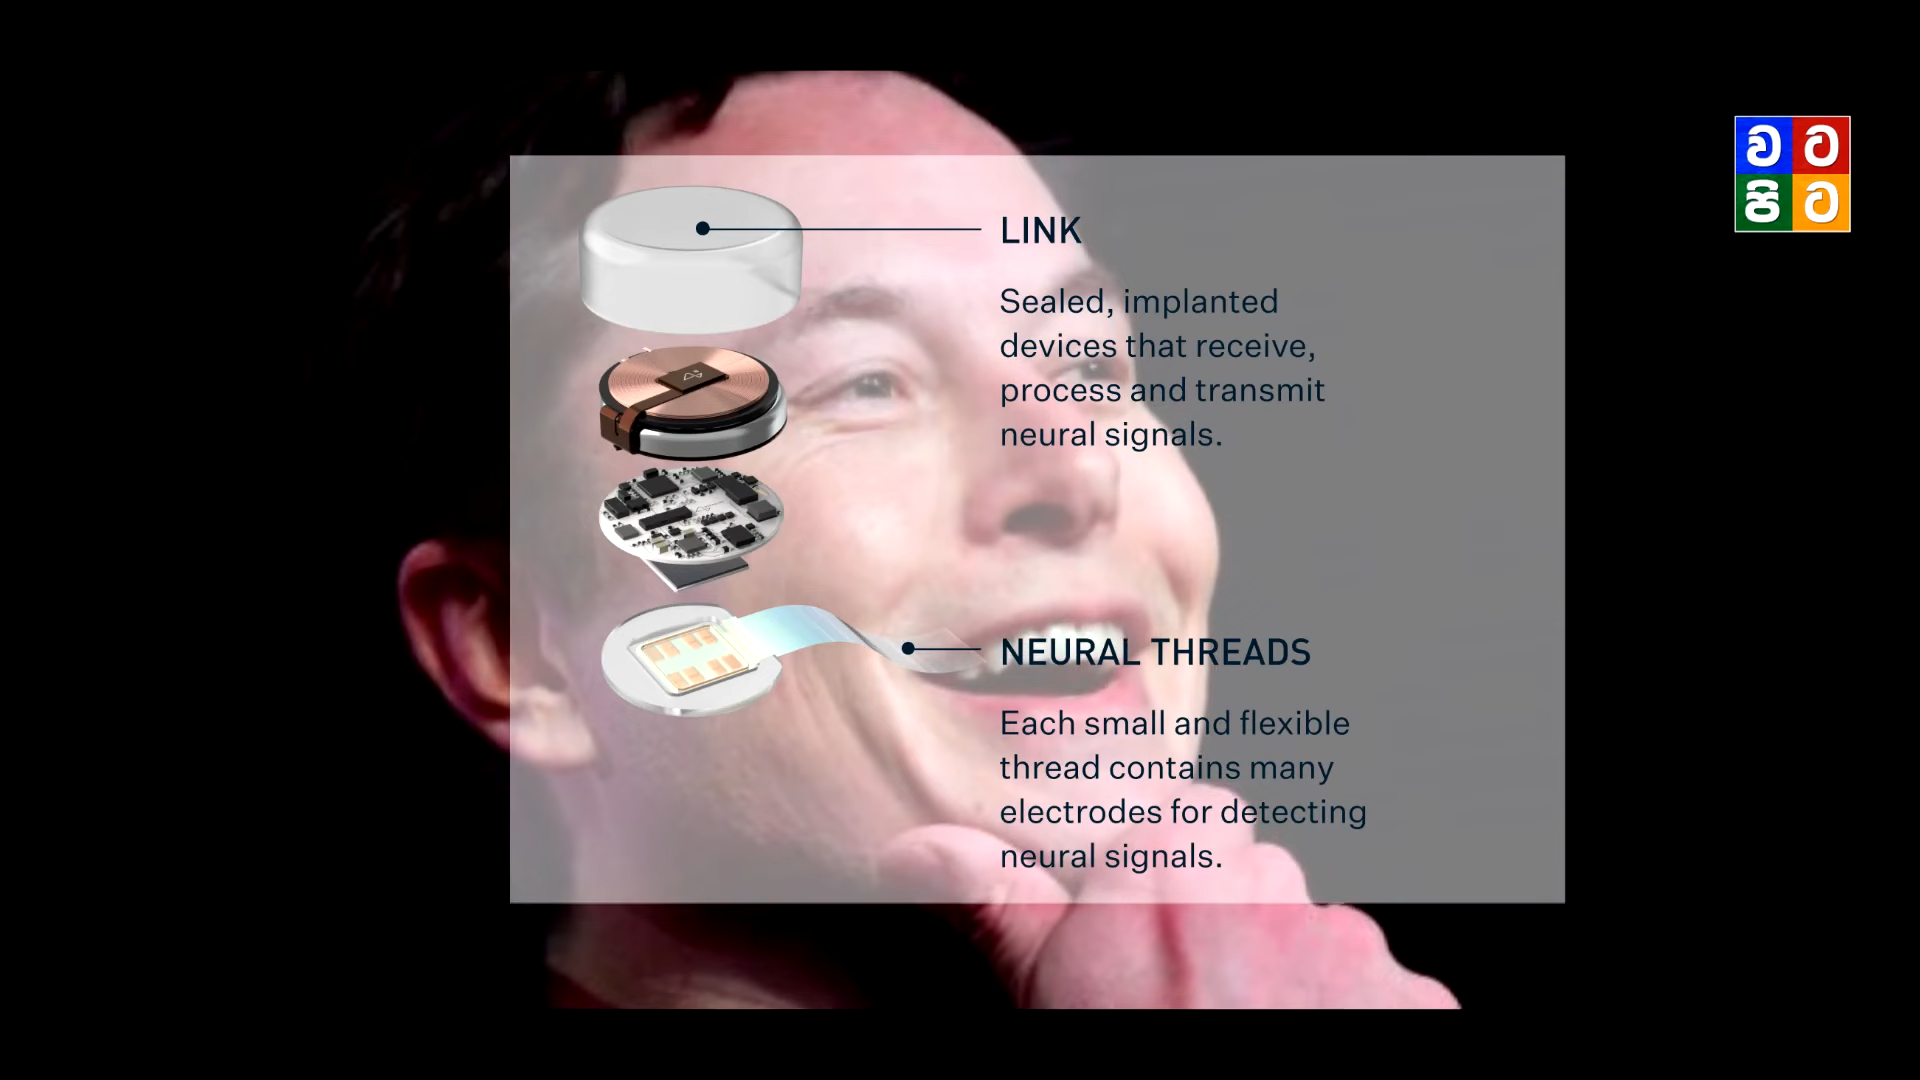 LINK
Sealed, implanted
devices that receive,
process and transmit
neural signals.
NEURAL THREADS
Each small and flexible
thread contains many
electrodes for detecting
neural signals.